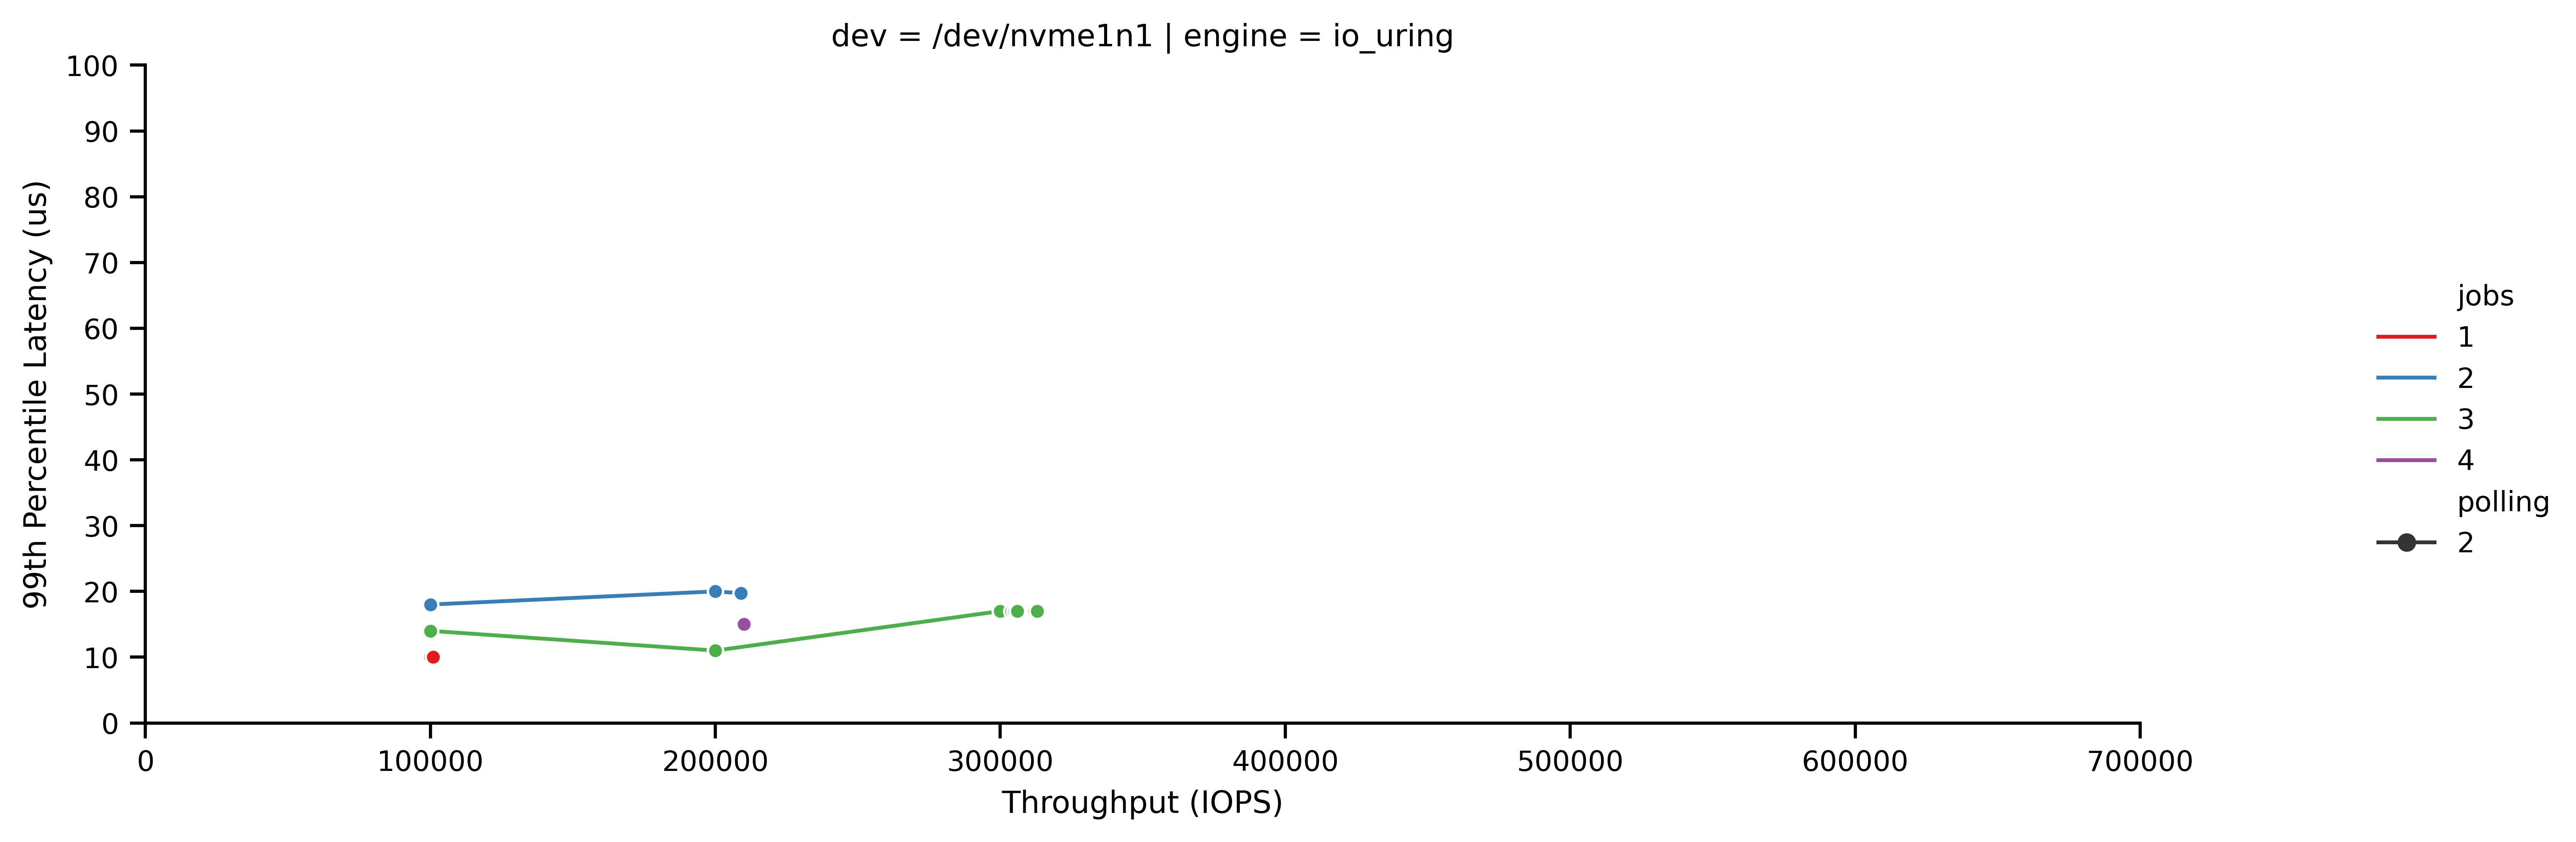 dev = /dev/nvme1n1 | engine = io_uring
100
90
80
70
60
50
40
30
20
10
0
99th Percentile Latency (us)
0 100000 200000 300000 400000 500000 600000 700000
Throughput (IOPS)
jobs
1
2
3
4
polling
2